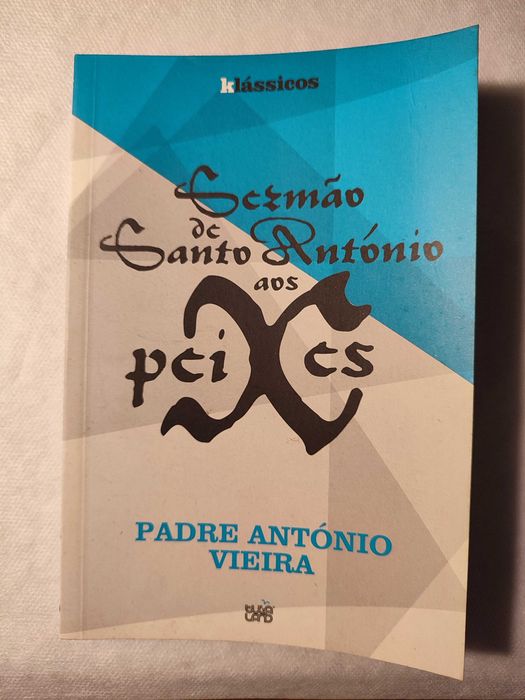 klássicos
Sermão
de
Santo António
aos
peixes
PADRE ANTÓNIO
VIEIRA